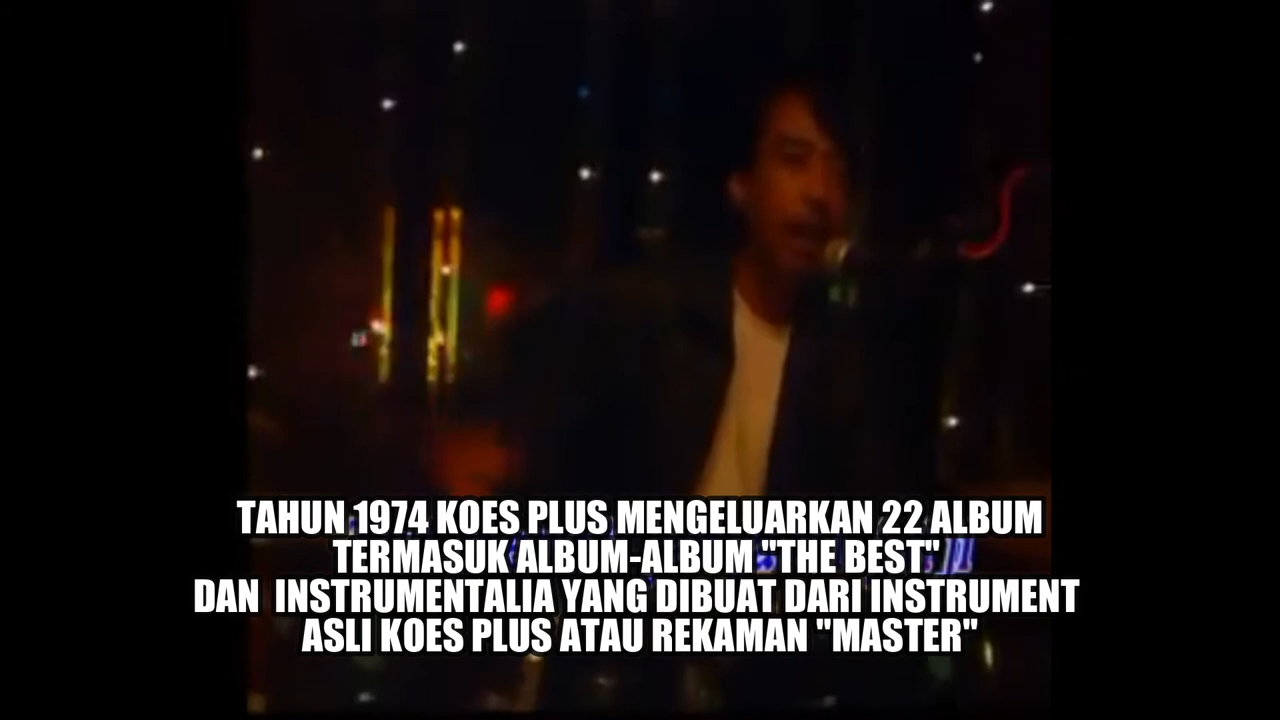 TAHUN 1974 KOES PLUS MENGELUARKAN 22 ALBUM
TERMASUK ALBUM-ALBUM "THE BEST"
DAN INSTRUMENTALIA YANG DIBUAT DARI INSTRUMENT
ASLI KOES PLUS ATAU REKAMAN "MASTER"